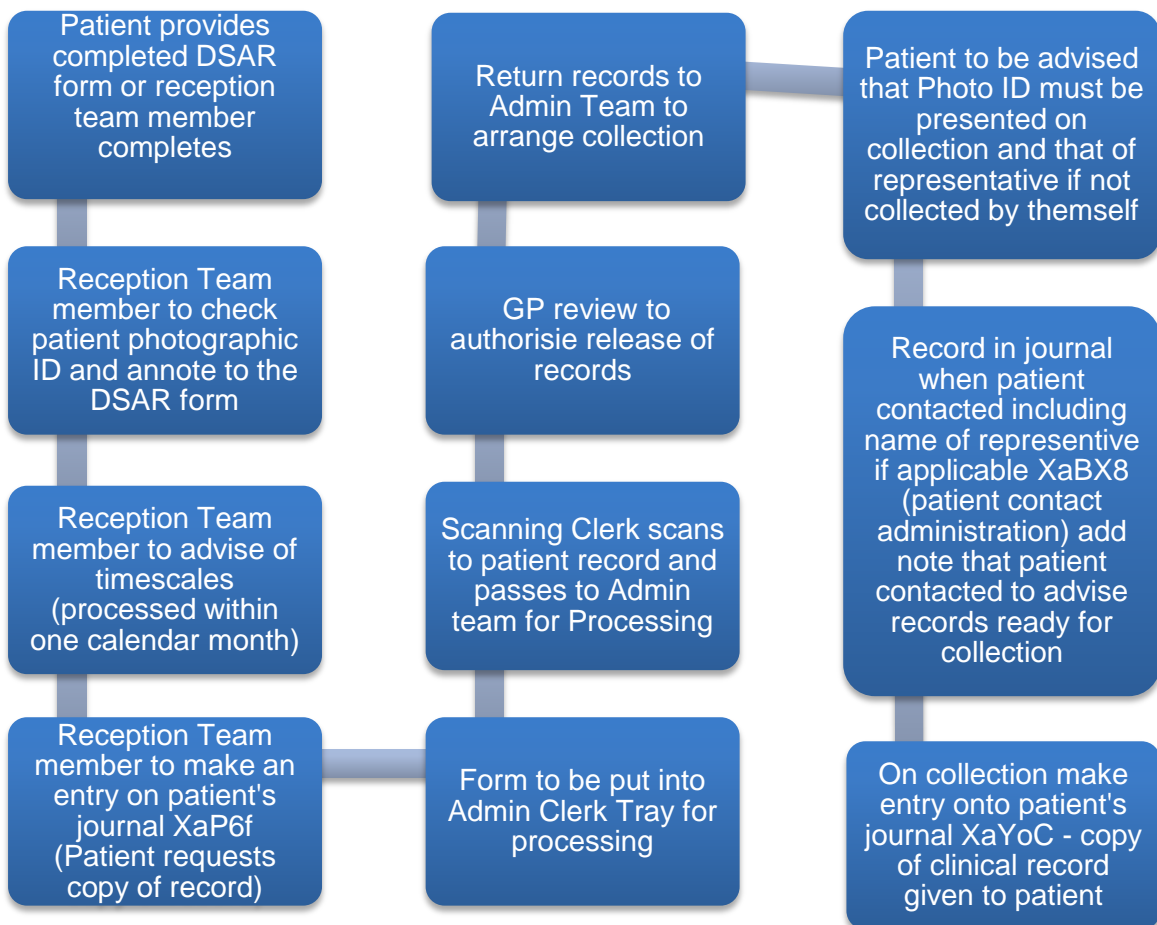 Patient provides
completed DSAR
form or reception
team member
completes
Reception Team
member to check
patient photographic
ID and annote to the
DSAR form
Reception Team
member to advise of
timescales
(processed within
one calendar month)
Reception Team
member to make an
entry on patient's
journal XaP6f
(Patient requests
copy of record)
Form to be put into
Admin Clerk Tray for
processing
Scanning Clerk scans
to patient record and
passes to Admin
team for Processing
GP review to
authorisie release of
records
Return records to
Admin Team to
arrange collection
Patient to be advised
that Photo ID must be
presented on
collection and that of
representative if not
collected by themself
Record in journal
when patient
contacted including
name of representive
if applicable XaBX8
(patient contact
administration) add
note that patient
contacted to advise
records ready for
collection
On collection make
entry onto patient's
journal XaYoC - copy
of clinical record
given to patient